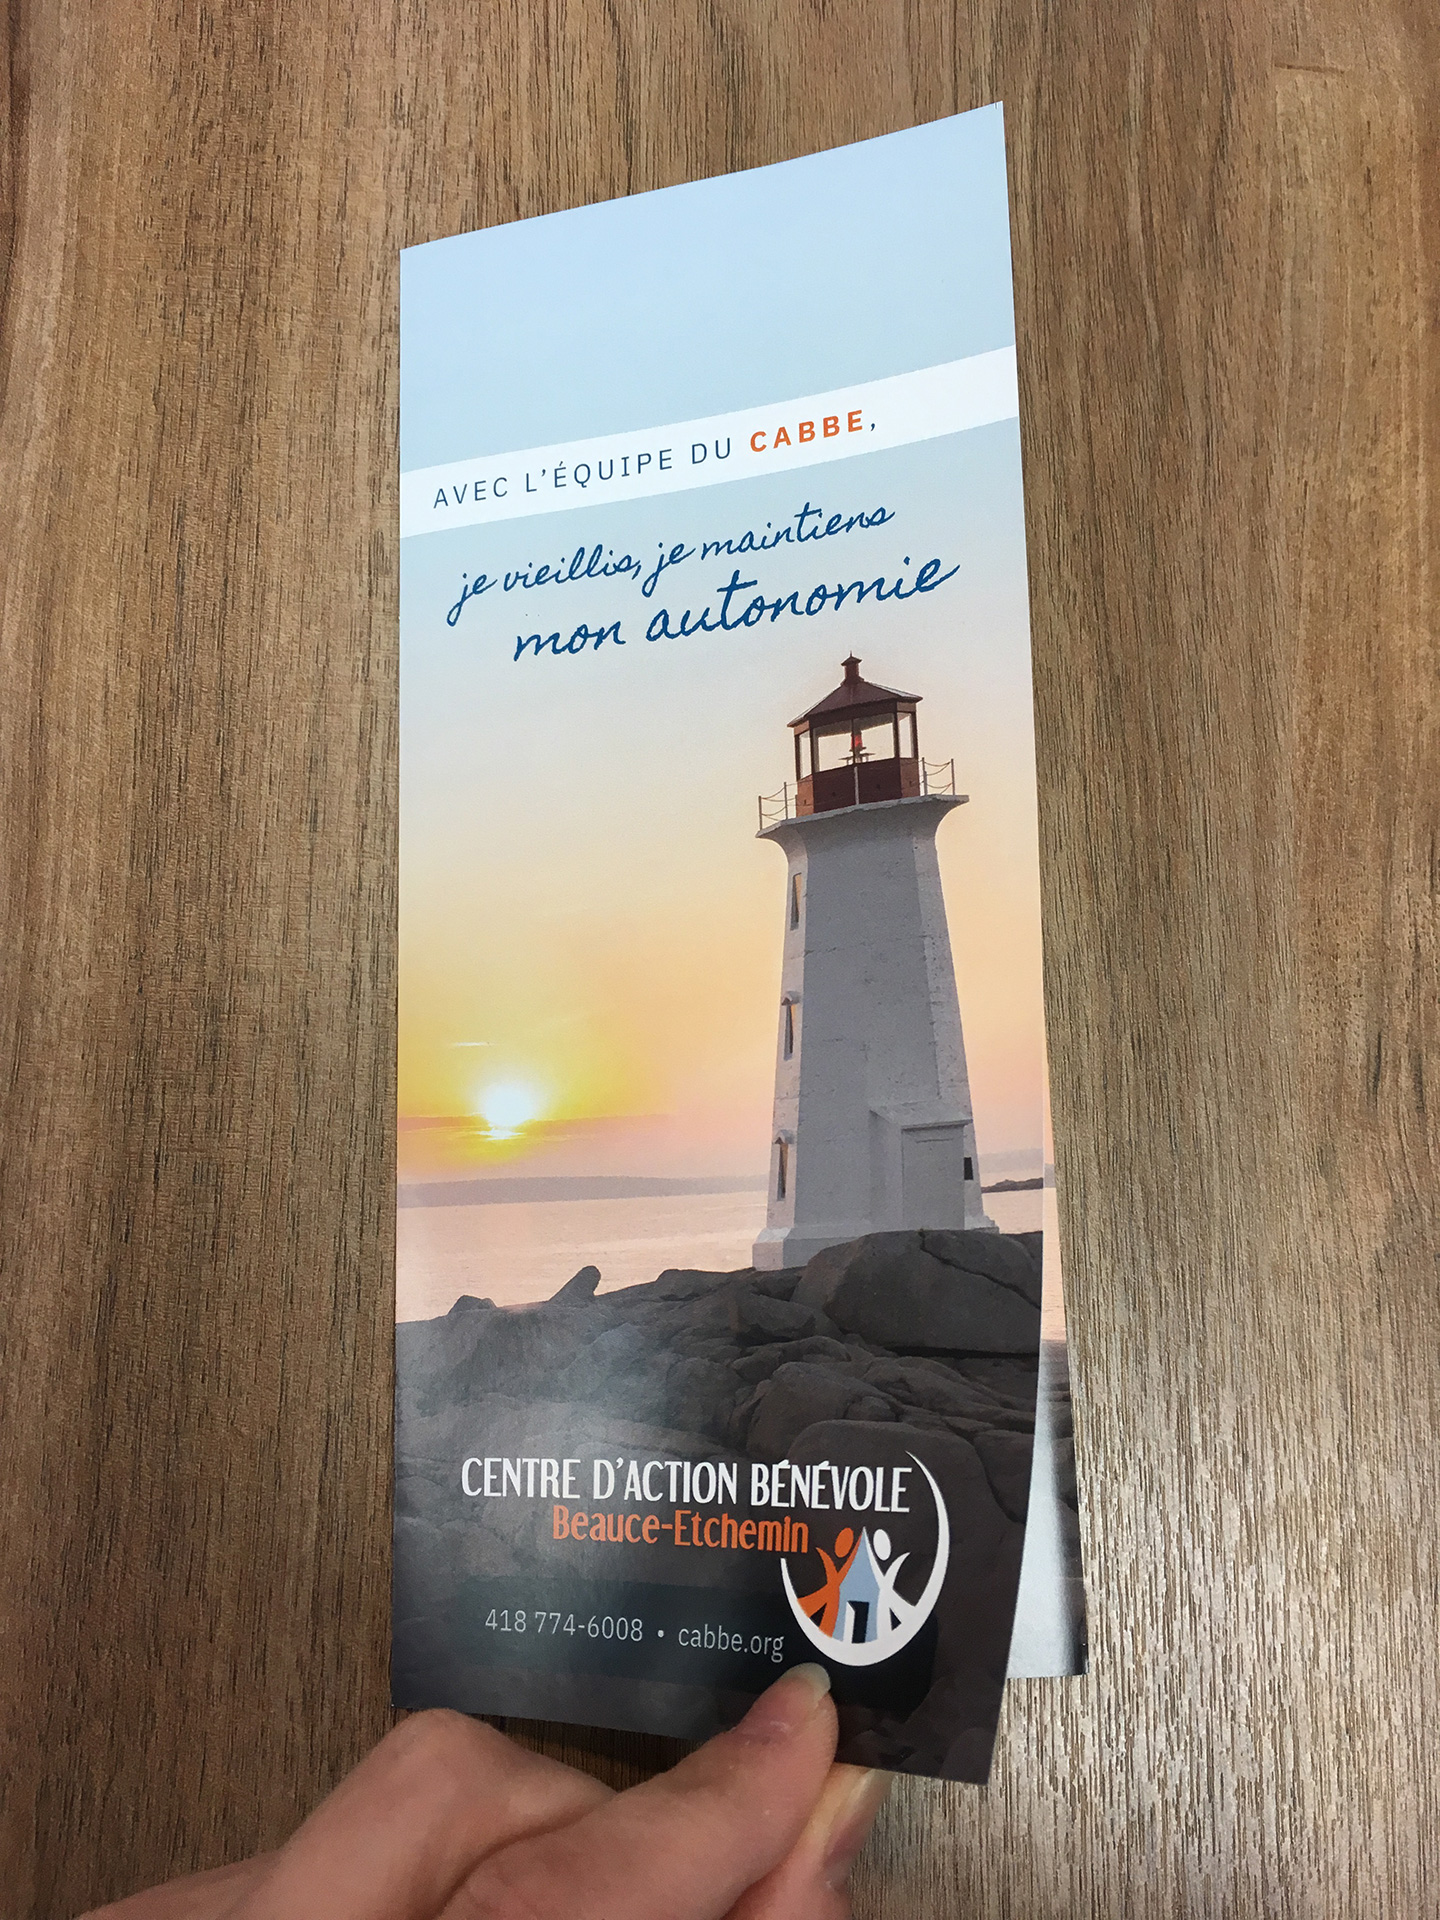 AVEC L'ÉQUIPE DU CABBE,
je vieillis, je maintiens
mon autonomie
CENTRE D'ACTION BÉNÉVOLE
Beauce-Etchemin
418 774-6008 • cabbe.org